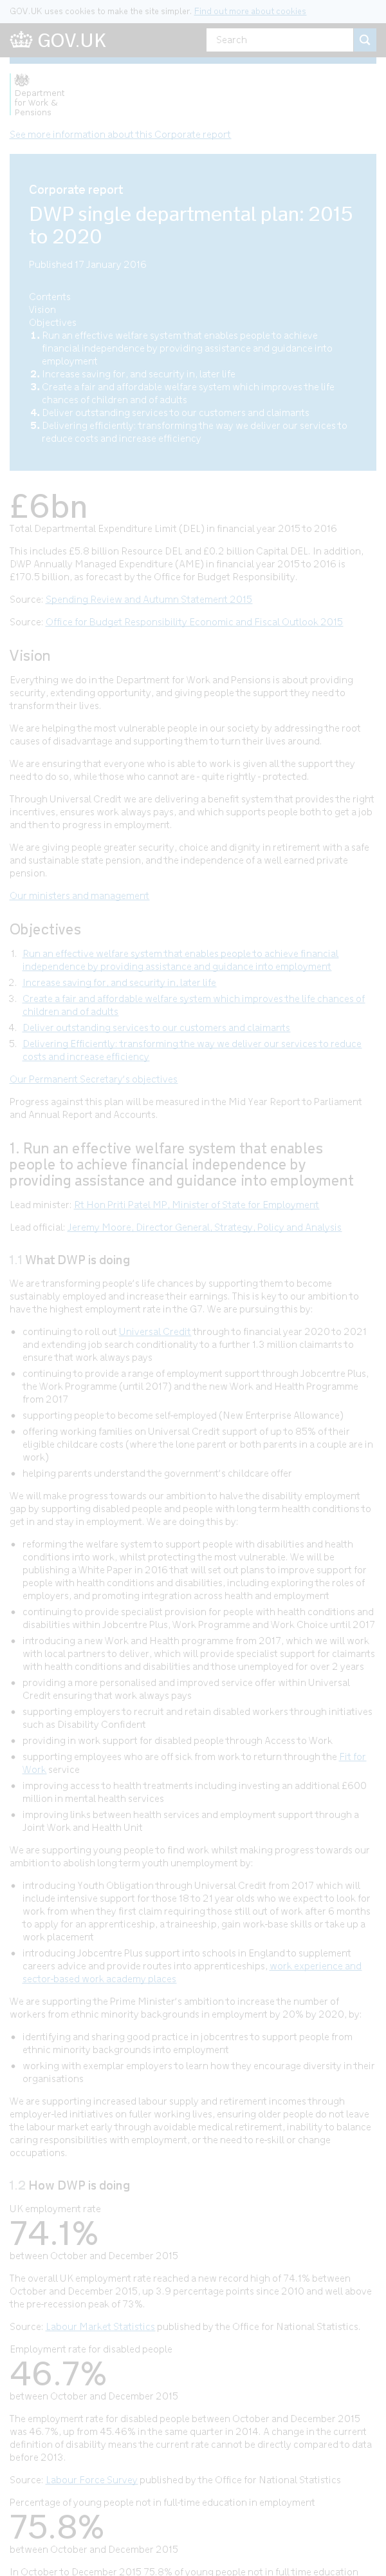 GOV.UK uses cookies to make the site simpler. Find out more about cookies
GOV.UK
Search
Department
for Work &
Pensions
See more information about this Corporate report
Corporate report
DWP single departmental plan: 2015
to 2020
Published 17 January 2016
Contents
Vision
Objectives
1. Run an effective welfare system that enables people to achieve
financial independence by providing assistance and guidance into
employment
2. Increase saving for, and security in, later life
3. Create a fair and affordable welfare system which improves the life
chances of children and of adults
4. Deliver outstanding services to our customers and claimants
5. Delivering efficiently: transforming the way we deliver our services to
reduce costs and increase efficiency
£6bn
Total Departmental Expenditure Limit (DEL) in financial year 2015 to 2016
This includes £5.8 billion Resource DEL and £0.2 billion Capital DEL. In addition,
DWP Annually Managed Expenditure (AME) in financial year 2015 to 2016 is
£170.5 billion, as forecast by the Office for Budget Responsibility.
Source: Spending Review and Autumn Statement 2015
Source: Office for Budget Responsibility Economic and Fiscal Outlook 2015
Vision
Everything we do in the Department for Work and Pensions is about providing
security, extending opportunity, and giving people the support they need to
transform their lives.
We are helping the most vulnerable people in our society by addressing the root
causes of disadvantage and supporting them to turn their lives around.
We are ensuring that everyone who is able to work is given all the support they
need to do so, while those who cannot are - quite rightly - protected.
Through Universal Credit we are delivering a benefit system that provides the right
incentives, ensures work always pays, and which supports people both to get a job
and then to progress in employment.
We are giving people greater security, choice and dignity in retirement with a safe
and sustainable state pension, and the independence of a well earned private
pension.
Our ministers and management
Objectives
1. Run an effective welfare system that enables people to achieve financial
independence by providing assistance and guidance into employment
2. Increase saving for, and security in, later life
3. Create a fair and affordable welfare system which improves the life chances of
children and of adults
4. Deliver outstanding services to our customers and claimants
5. Delivering Efficiently: transforming the way we deliver our services to reduce
costs and increase efficiency
Our Permanent Secretary's objectives
Progress against this plan will be measured in the Mid Year Report to Parliament
and Annual Report and Accounts.
1. Run an effective welfare system that enables
people to achieve financial independence by
providing assistance and guidance into employment
Lead minister: Rt Hon Priti Patel MP, Minister of State for Employment
Lead official: Jeremy Moore, Director General, Strategy, Policy and Analysis
1.1 What DWP is doing
We are transforming people's life chances by supporting them to become
sustainably employed and increase their earnings. This is key to our ambition to
have the highest employment rate in the G7. We are pursuing this by:
• continuing to roll out Universal Credit through to financial year 2020 to 2021
and extending job search conditionality to a further 1.3 million claimants to
ensure that work always pays
• continuing to provide a range of employment support through Jobcentre Plus,
the Work Programme (until 2017) and the new Work and Health Programme
from 2017
• supporting people to become self-employed (New Enterprise Allowance)
• offering working families on Universal Credit support of up to 85% of their
eligible childcare costs (where the lone parent or both parents in a couple are in
work)
• helping parents understand the government's childcare offer
We will make progress towards our ambition to halve the disability employment
gap by supporting disabled people and people with long term health conditions to
get in and stay in employment. We are doing this by:
• reforming the welfare system to support people with disabilities and health
conditions into work, whilst protecting the most vulnerable. We will be
publishing a White Paper in 2016 that will set out plans to improve support for
people with health conditions and disabilities, including exploring the roles of
employers, and promoting integration across health and employment
• continuing to provide specialist provision for people with health conditions and
disabilities within Jobcentre Plus, Work Programme and Work Choice until 2017
• introducing a new Work and Health programme from 2017, which we will work
with local partners to deliver, which will provide specialist support for claimants
with health conditions and disabilities and those unemployed for over 2 years
• providing a more personalised and improved service offer within Universal
Credit ensuring that work always pays
• supporting employers to recruit and retain disabled workers through initiatives
such as Disability Confident
• providing in work support for disabled people through Access to Work
• supporting employees who are off sick from work to return through the Fit for
Work service
• improving access to health treatments including investing an additional £600
million in mental health services
• improving links between health services and employment support through a
Joint Work and Health Unit
We are supporting young people to find work whilst making progress towards our
ambition to abolish long term youth unemployment by:
• introducing Youth Obligation through Universal Credit from 2017 which will
include intensive support for those 18 to 21 year olds who we expect to look for
work from when they first claim requiring those still out of work after 6 months
to apply for an apprenticeship, a traineeship, gain work-base skills or take up a
work placement
• introducing Jobcentre Plus support into schools in England to supplement
careers advice and provide routes into apprenticeships, work experience and
sector-based work academy places
We are supporting the Prime Minister's ambition to increase the number of
workers from ethnic minority backgrounds in employment by 20% by 2020, by:
• identifying and sharing good practice in jobcentres to support people from
ethnic minority backgrounds into employment
• working with exemplar employers to learn how they encourage diversity in their
organisations
We are supporting increased labour supply and retirement incomes through
employer-led initiatives on fuller working lives, ensuring older people do not leave
the labour market early through avoidable medical retirement, inability to balance
caring responsibilities with employment, or the need to re-skill or change
occupations.
1.2 How DWP is doing
UK employment rate
74.1%
between October and December 2015
The overall UK employment rate reached a new record high of 74.1% between
October and December 2015, up 3.9 percentage points since 2010 and well above
the pre-recession peak of 73%.
Source: Labour Market Statistics published by the Office for National Statistics.
Employment rate for disabled people
46.7%
between October and December 2015
The employment rate for disabled people between October and December 2015
was 46.7%, up from 45.46% in the same quarter in 2014. A change in the current
definition of disability means the current rate cannot be directly compared to data
before 2013.
Source: Labour Force Survey published by the Office for National Statistics
Percentage of young people not in full-time education in employment
75.8%
between October and December 2015
In October to December 2015 75.8% of young people not in full time education